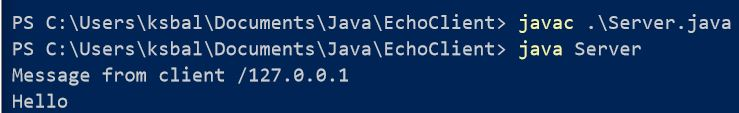 PS C:\Users\ksbal\Documents\Java\EchoClient> javac .\Server.java
PS C:\Users\ksbal\Documents\Java\EchoClient> java Server
Message from client /127.0.0.1
Hello